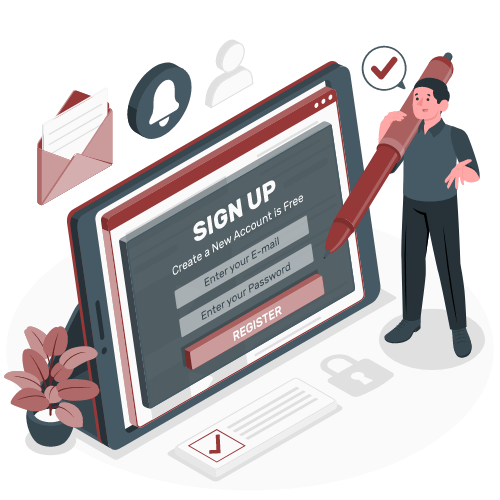 SIGN UP
Create a New Account is Free
Enter your E-mail
Enter your Password
REGISTER